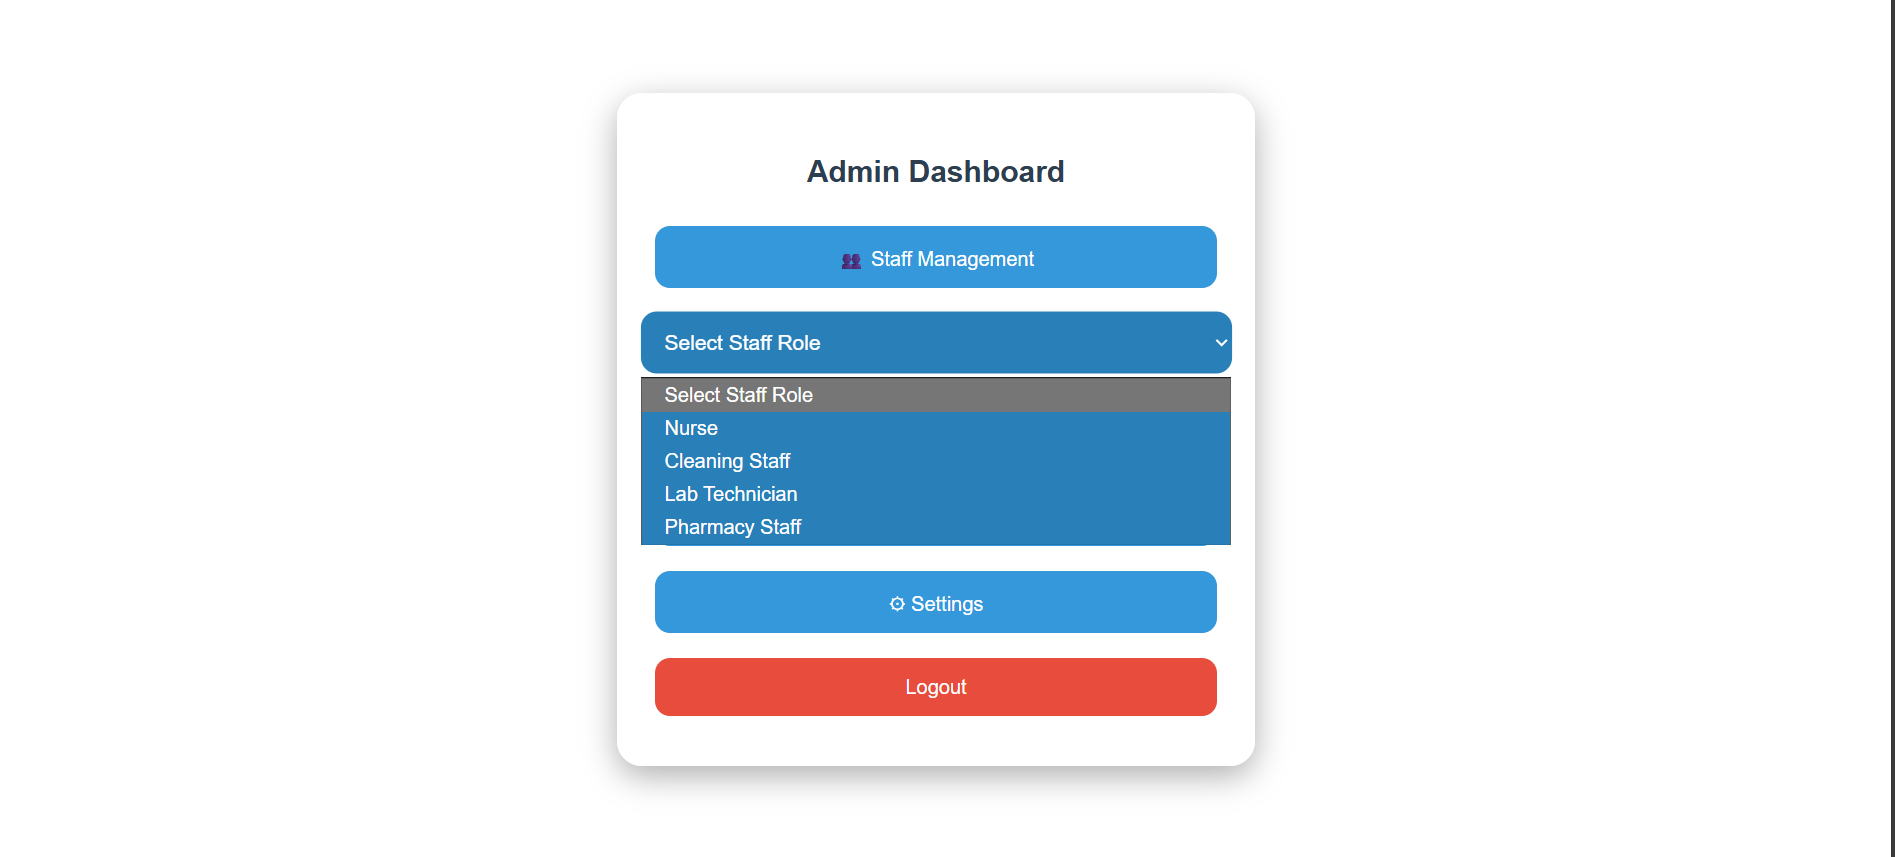 Admin Dashboard
👥 Staff Management
Select Staff Role
Select Staff Role
Nurse
Cleaning Staff
Lab Technician
Pharmacy Staff
⚙ Settings
Logout